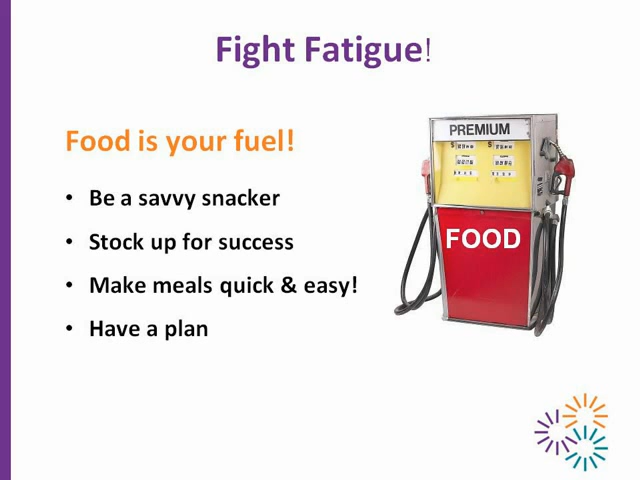 Fight Fatigue!
Food is your fuel!
PREMIUM
• Be a savvy snacker
• Stock up for success
FOOD
• Make meals quick & easy!
• Have a plan